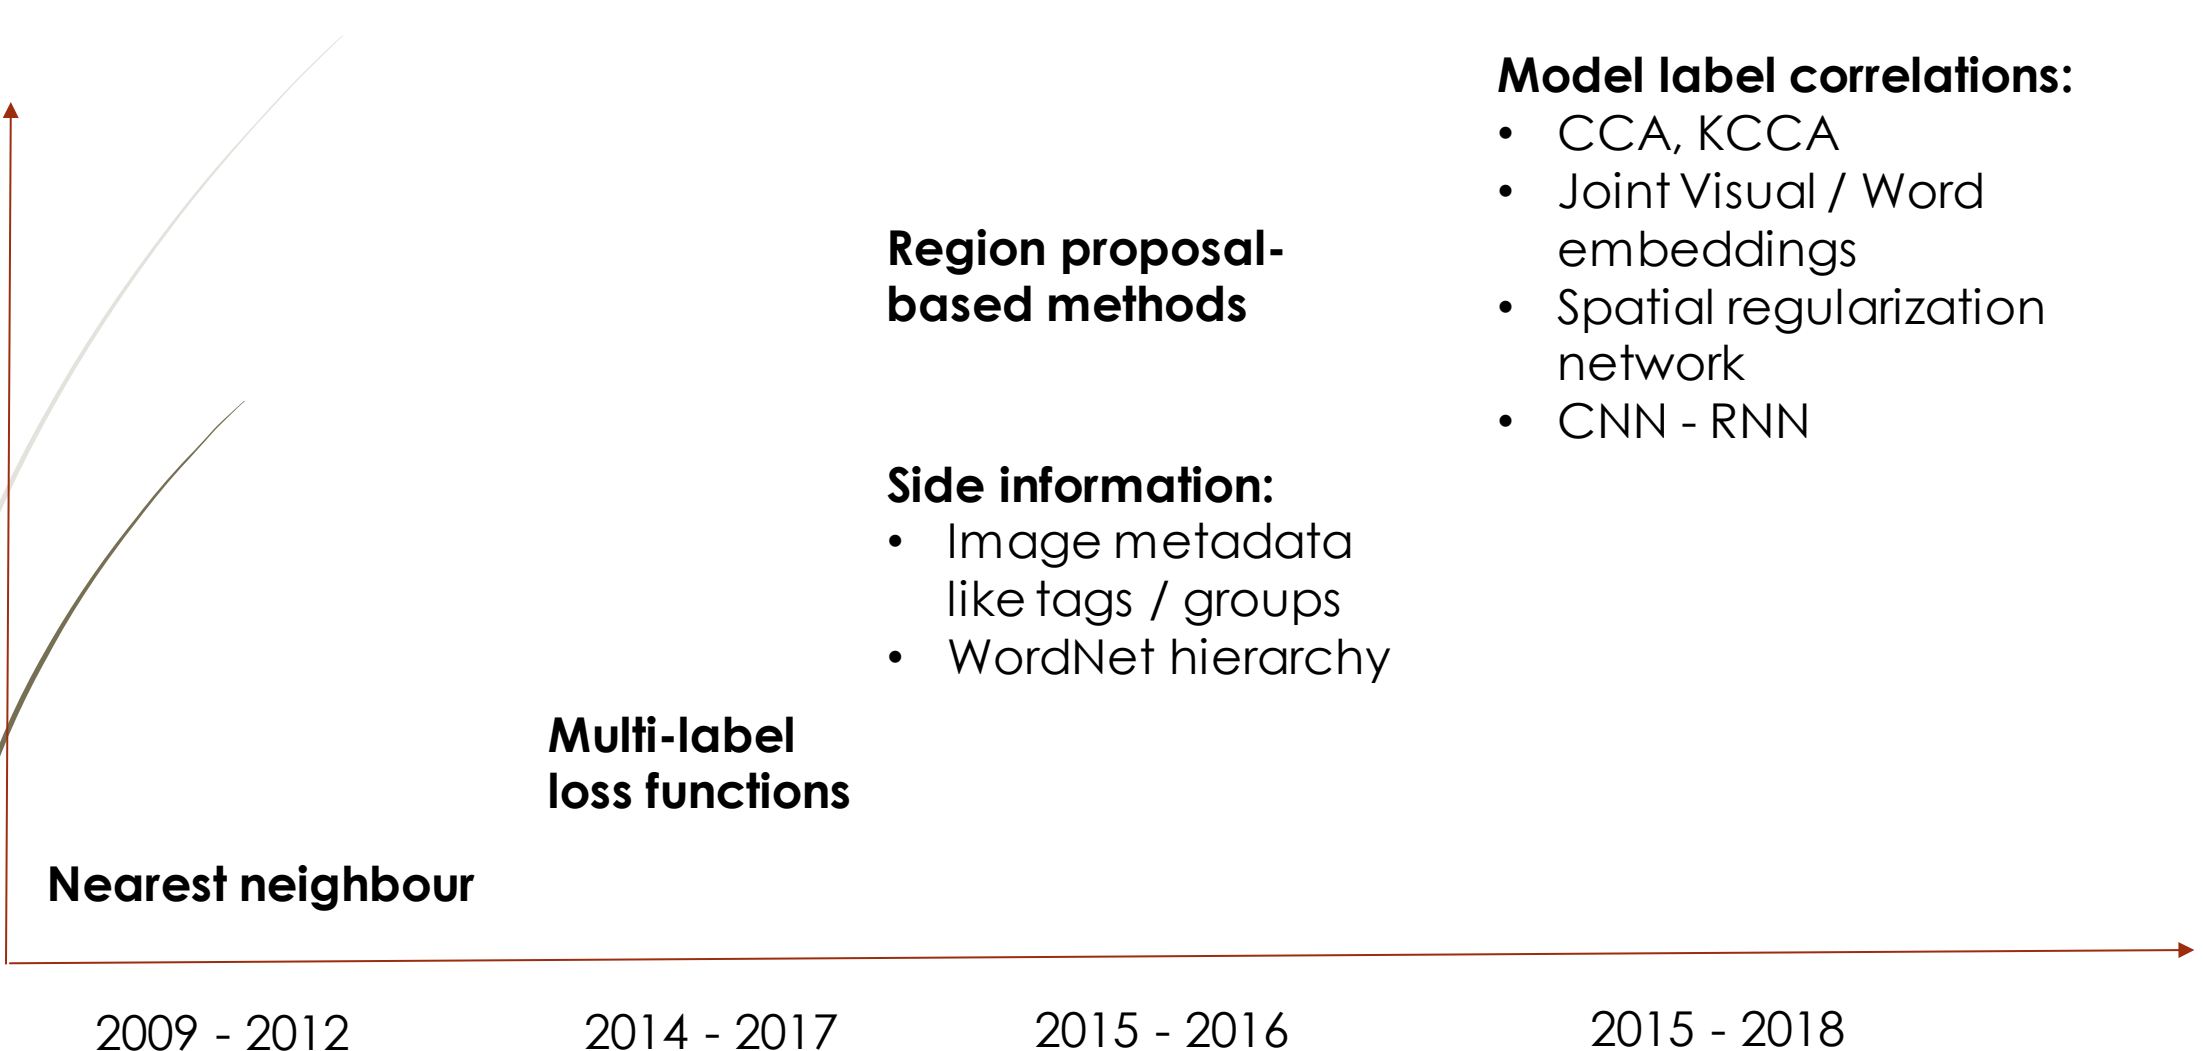 Model label correlations:
• CCA, KCCA
• Joint Visual / Word
embeddings
• Spatial regularization
network
• CNN - RNN
Region proposal-
based methods
Side information:
• Image metadata
like tags / groups
• WordNet hierarchy
Multi-label
loss functions
Nearest neighbour
2009 - 2012
2014 - 2017
2015 - 2016
2015 - 2018